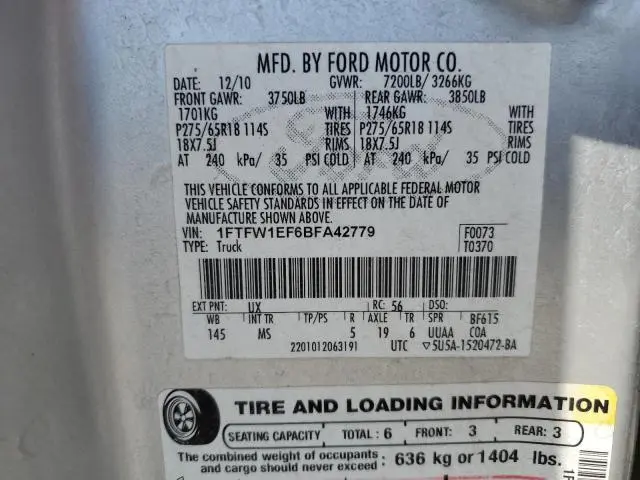 MFD. BY FORD MOTOR CO.
DATE: 12/10 GVWR: 7200LB/ 3266KG
FRONT GAWR: 3750LB REAR GAWR: 3850LB
1701KG WITH 1746KG WITH
P275/65R18 114S TIRES P275/65R18 114S TIRES
18X7.5J RIMS 18X7.5J RIMS
AT 240 kPa/ 35 PSI COLD AT 240 kPa/ 35 PSI COLD
THIS VEHICLE CONFORMS TO ALL APPLICABLE FEDERAL MOTOR
VEHICLE SAFETY STANDARDS IN EFFECT ON THE DATE OF
MANUFACTURE SHOWN ABOVE.
VIN: 1FTFW1EF6BFA42779 F0073
TYPE: Truck T0370
EXT PNT: UX RC: 56 DSO:
WB INT TR TP/PS R AXLE TR SPR BF615
145 MS 5 19 6 UUAA COA
2201012063191 UTC ▽5U5A-1520472-BA
TIRE AND LOADING INFORMATION
SEATING CAPACITY TOTAL: 6 FRONT: 3 REAR: 3
The combined weight of occupants
and cargo should never exceed : 636 kg or 1404 lbs.